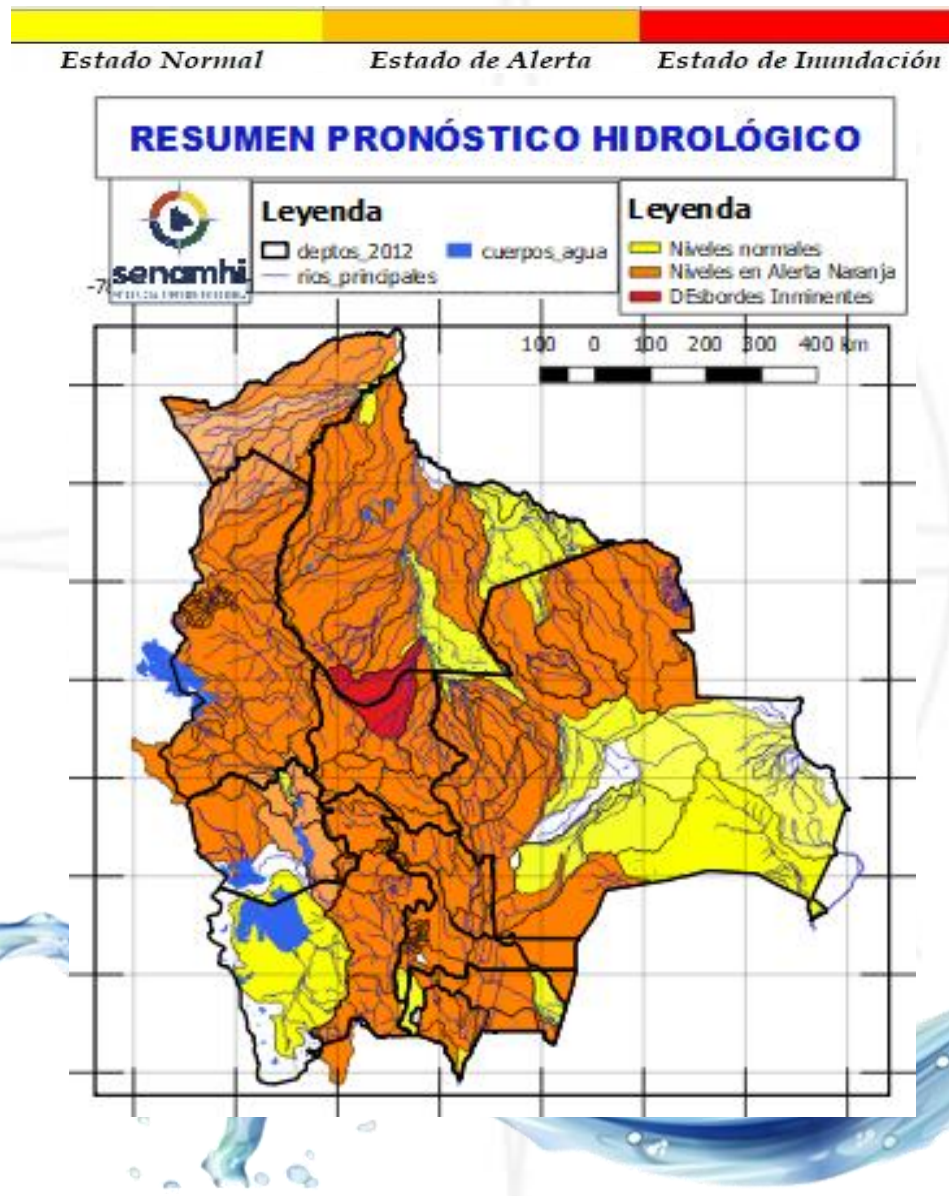 Estado Normal Estado de Alerta Estado de Inundación
RESUMEN PRONÓSTICO HIDROLÓGICO
senamhi
Leyenda
deptos_2012 cuerpos_agua
rios_principales
Leyenda
Niveles normales
Niveles en Alerta Naranja
DEsbordes Inminentes
100 0 100 200 300 400 km